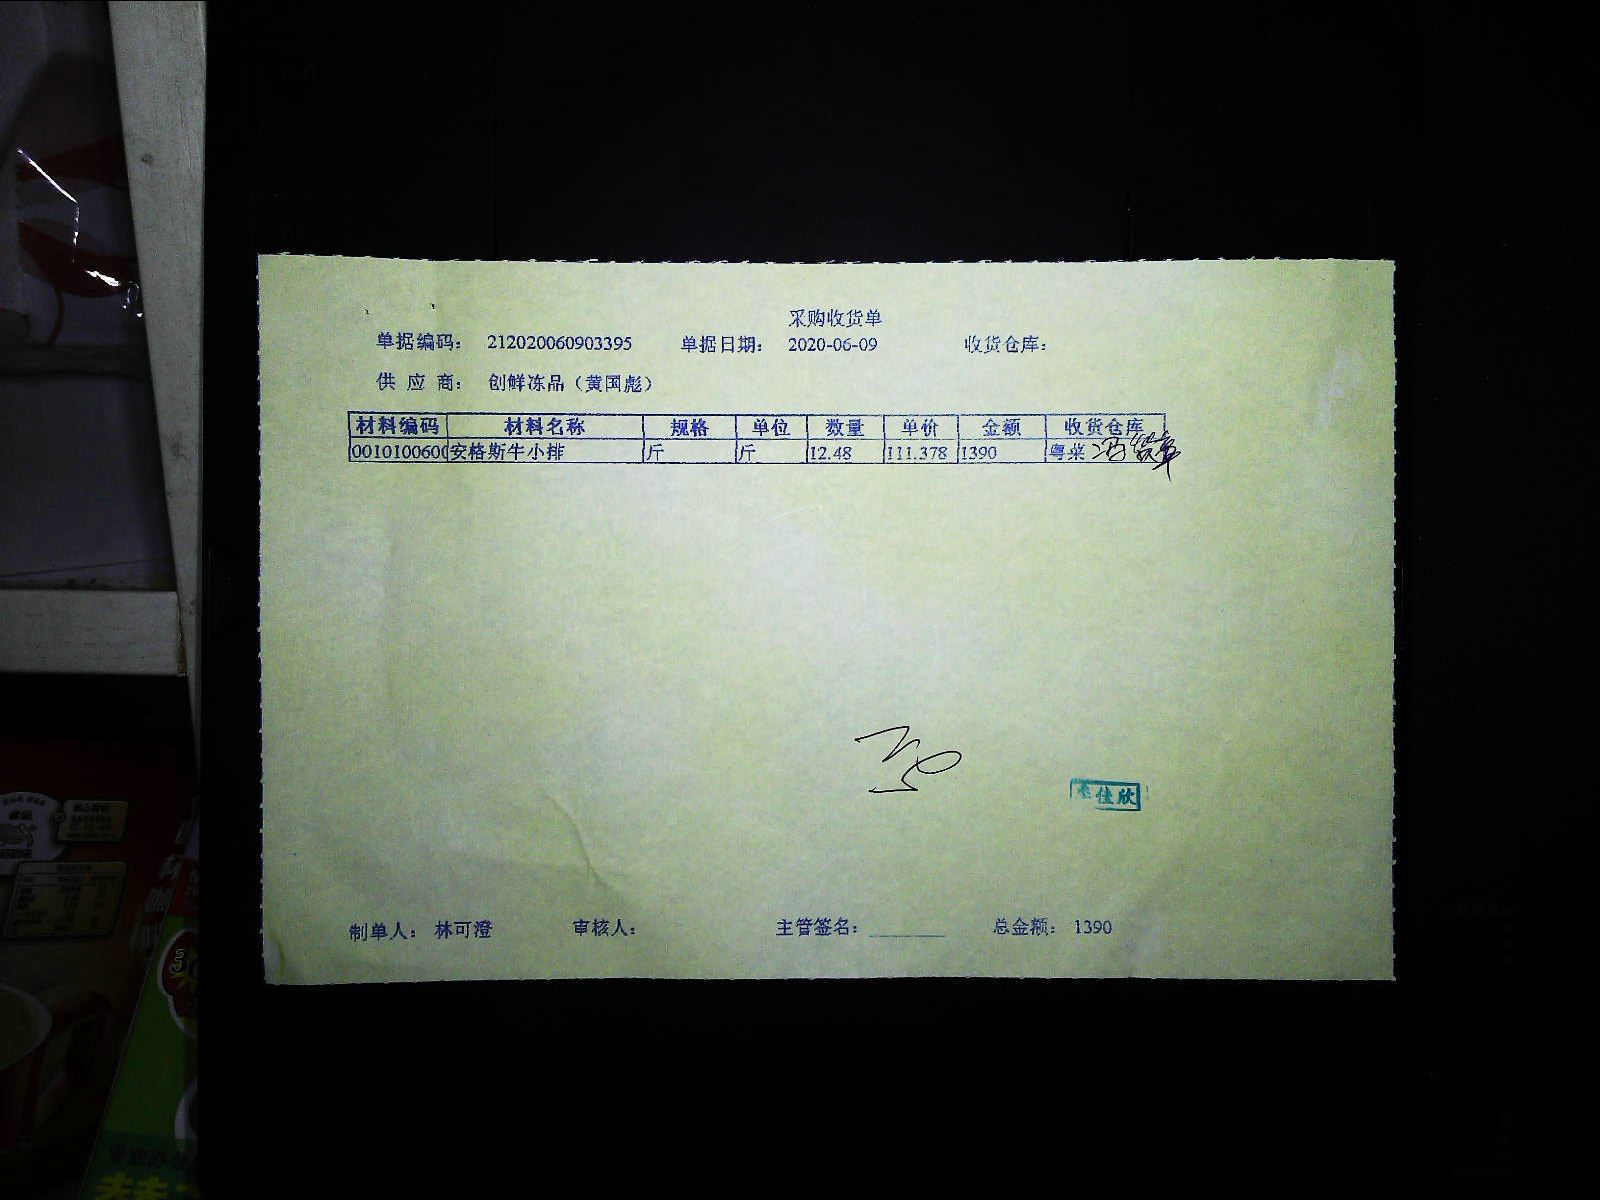 采购收货单
单据编码： 212020060903395 单据日期： 2020-06-09 收货仓库：
供 应 商： 创鲜冻品（黄国彪）
材料编码 材料名称 规格 单位 数量 单价 金额 收货仓库
0010100600 安格斯牛小排 斤 斤 12.48 111.378 1390 粤菜
佳欣
制单人： 林可澄 审核人： 主管签名： 总金额： 1390